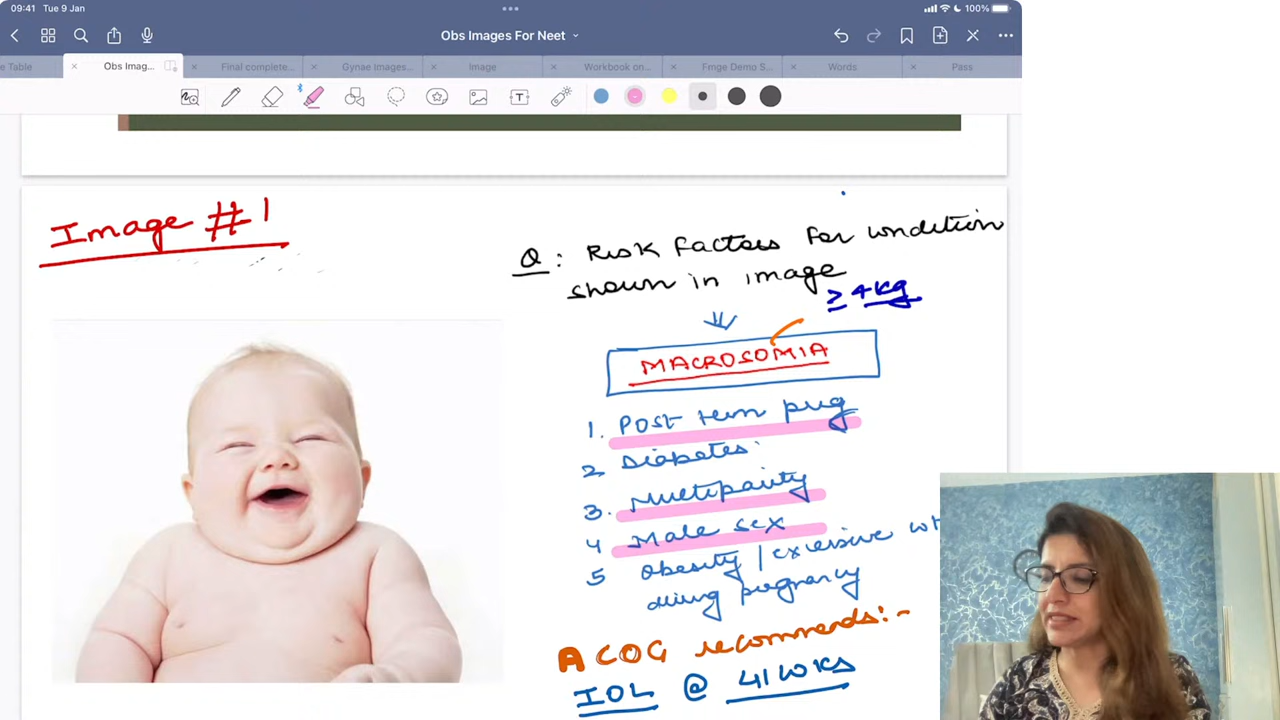 09:41 Tue 9 Jan
100%
Obs Images For Neet
e Table
Obs Imag...
Final complete...
Gynae Images...
Image
Workbook on...
Fmge Demo S...
Words
Pass
Image #1
Q: Risk factors for condition
shown in image
≥ 4kg
MACROSOMIA
1. Post term preg
2 Diabetes
3. Multiparity
4 Male sex
5 Obesity / excessive wt
during pregnancy
ACOG recommends:-
IOL @ 41 WKS